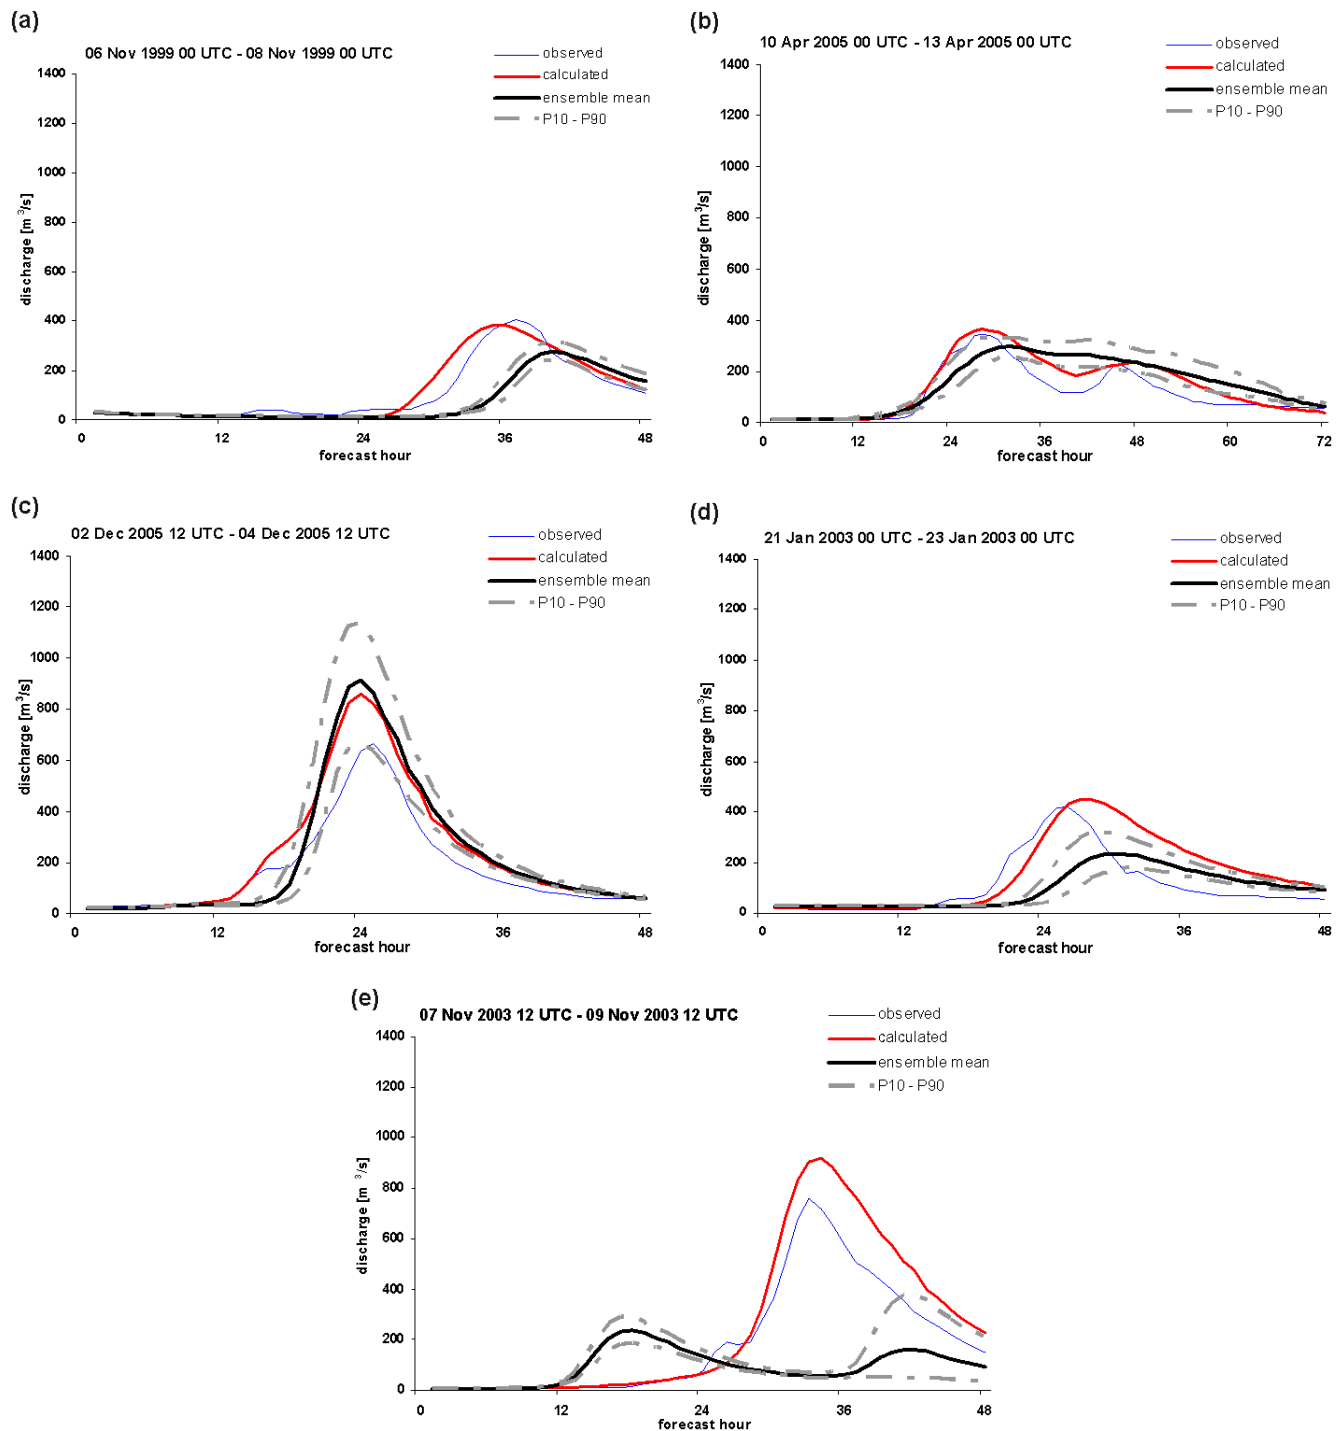 (a)
06 Nov 1999 00 UTC - 08 Nov 1999 00 UTC
observed
calculated
ensemble mean
P10 - P90
1400
1200
1000
800
600
400
200
0
discharge [m³/s]
0 12 24 36 48
forecast hour
(b)
10 Apr 2005 00 UTC - 13 Apr 2005 00 UTC
observed
calculated
ensemble mean
P10 - P90
1400
1200
1000
800
600
400
200
0
discharge [m³/s]
0 12 24 36 48 60 72
forecast hour
(c)
02 Dec 2005 12 UTC - 04 Dec 2005 12 UTC
observed
calculated
ensemble mean
P10 - P90
1400
1200
1000
800
600
400
200
0
discharge [m³/s]
0 12 24 36 48
forecast hour
(d)
21 Jan 2003 00 UTC - 23 Jan 2003 00 UTC
observed
calculated
ensemble mean
P10 - P90
1400
1200
1000
800
600
400
200
0
discharge [m³/s]
0 12 24 36 48
forecast hour
(e)
07 Nov 2003 12 UTC - 09 Nov 2003 12 UTC
observed
calculated
ensemble mean
P10 - P90
1400
1200
1000
800
600
400
200
0
discharge [m ³/s]
0 12 24 36 48
forecast hour